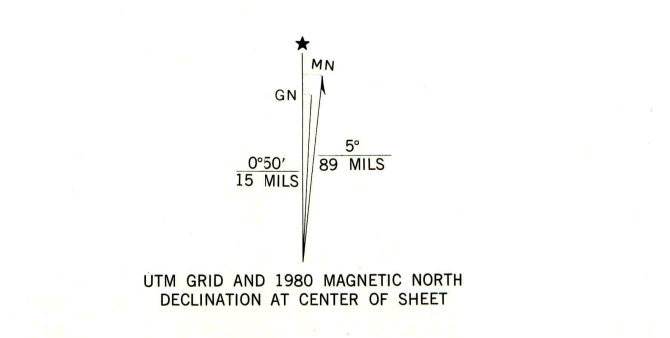 ★
MN
GN
0°50′
15 MILS
5°
89 MILS
UTM GRID AND 1980 MAGNETIC NORTH
DECLINATION AT CENTER OF SHEET